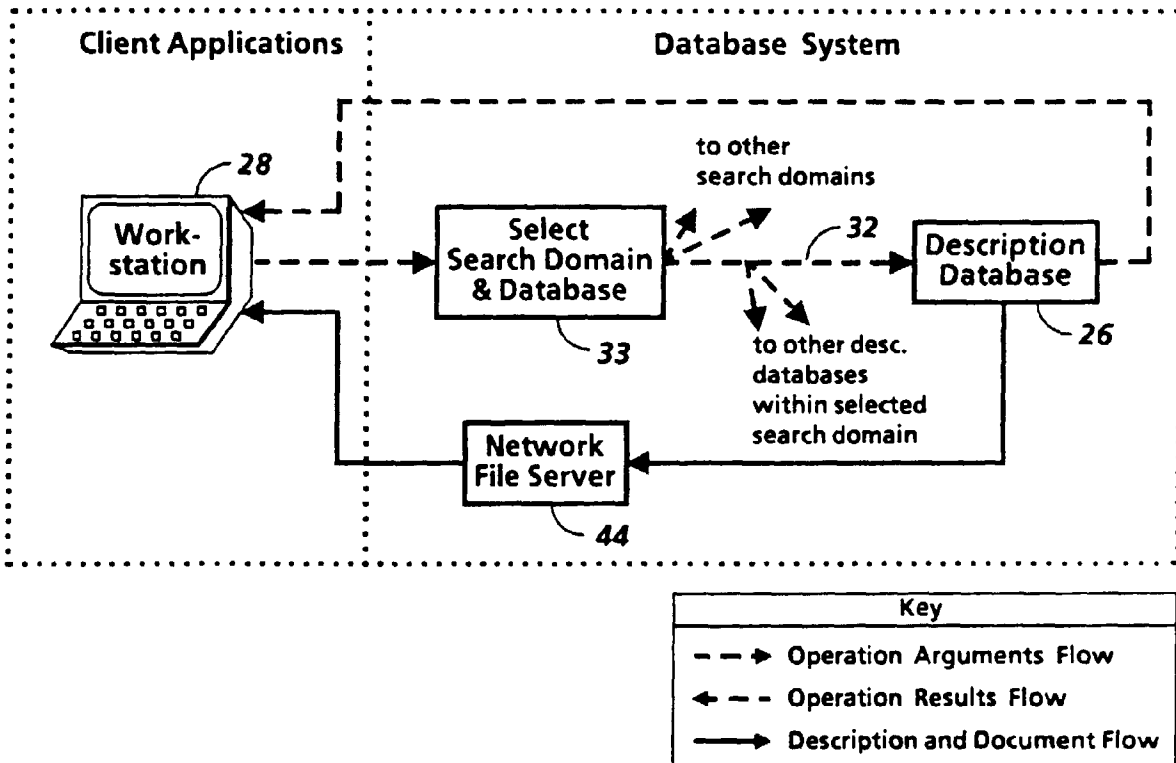 Client Applications
Database System
to other
search domains
28
Work-
station
Select
Search Domain
& Database
32
Description
Database
33
26
to other desc.
databases
within selected
search domain
Network
File Server
44
Key
Operation Arguments Flow
Operation Results Flow
Description and Document Flow